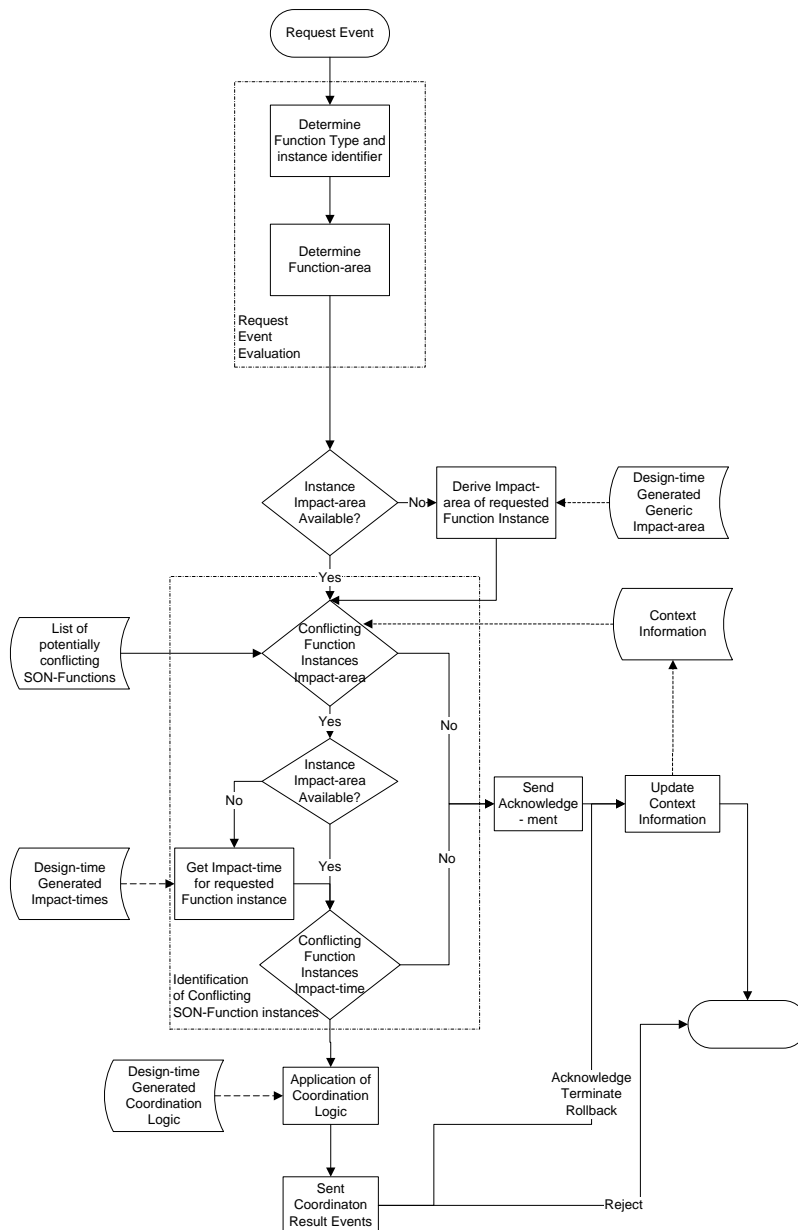 Request Event
Determine
Function Type and
instance identifier
Determine
Function-area
Request
Event
Evaluation
Instance
Impact-area
Available?
No
Derive Impact-
area of requested
Function Instance
Design-time
Generated
Generic
Impact-area
Yes
List of
potentially
conflicting
SON-Functions
Conflicting
Function
Instances
Impact-area
Context
Information
Yes
No
Instance
Impact-area
Available?
No
Send
Acknowledge
- ment
Update
Context
Information
Design-time
Generated
Impact-times
Get Impact-time
for requested
Function instance
Yes
No
Conflicting
Function
Instances
Impact-time
Identification
of Conflicting
SON-Function instances
Design-time
Generated
Coordination
Logic
Application of
Coordination
Logic
Acknowledge
Terminate
Rollback
Sent
Coordinaton
Result Events
Reject